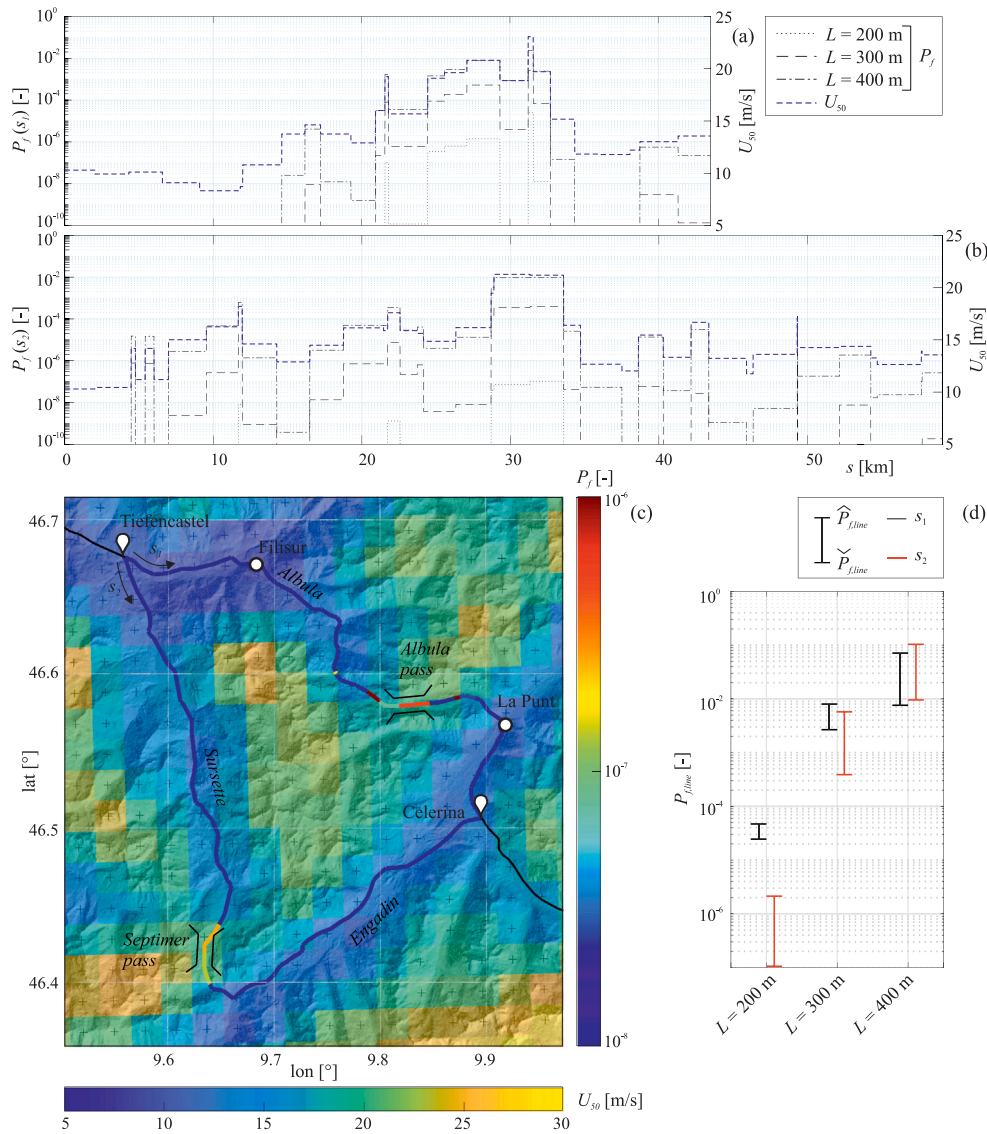 (a)
P_f (s_1) [-]
10^0
10^-2
10^-4
10^-6
10^-8
10^-10
25
20
15
10
5
U_50 [m/s]
L = 200 m
L = 300 m
L = 400 m
P_f
U_50
(b)
P_f (s_2) [-]
10^0
10^-2
10^-4
10^-6
10^-8
10^-10
25
20
15
10
5
U_50 [m/s]
0 10 20 30 40 50 s [km]
(c)
P_f [-]
10^-6
10^-7
10^-8
46.7
46.6
46.5
46.4
lat [°]
9.6 9.7 9.8 9.9
lon [°]
Tiefencastel
Filisur
Albula
Albula
pass
La Punt
Surselte
Celerina
Engadin
Septimer
pass
U_50 [m/s]
5 10 15 20 25 30
(d)
P̂_f,line
P̌_f,line
s_1
s_2
P_f,line [-]
10^0
10^-2
10^-4
10^-6
L = 200 m
L = 300 m
L = 400 m